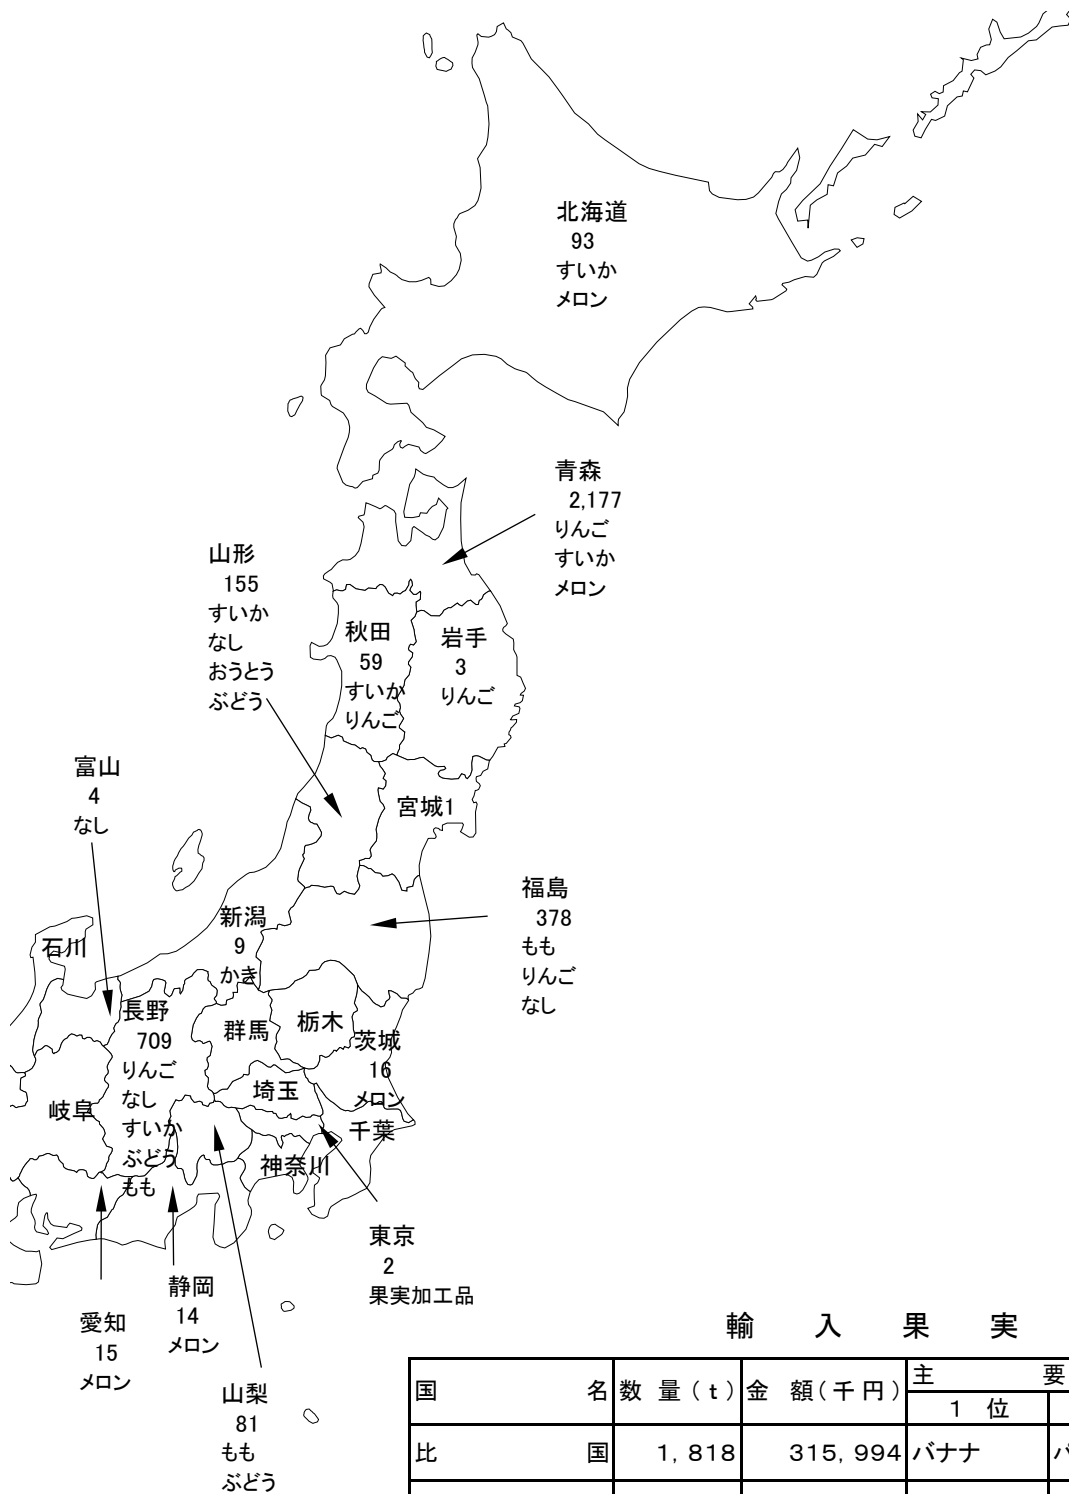 北海道
93
すいか
メロン
青森
2,177
りんご
すいか
メロン
山形
155
すいか
なし
おうとう
ぶどう
秋田
59
すいか
りんご
岩手
3
りんご
富山
4
なし
宮城1
福島
378
もも
りんご
なし
新潟
9
かき
石川
長野
709
りんご
なし
すいか
ぶどう
もも
群馬
栃木
茨城
16
メロン
埼玉
岐阜
千葉
神奈川
東京
2
果実加工品
静岡
14
メロン
愛知
15
メロン
山梨
81
もも
ぶどう
輸入果実
国名 数量(t) 金額(千円) 主要
1位
比国 1,818 315,994 バナナ